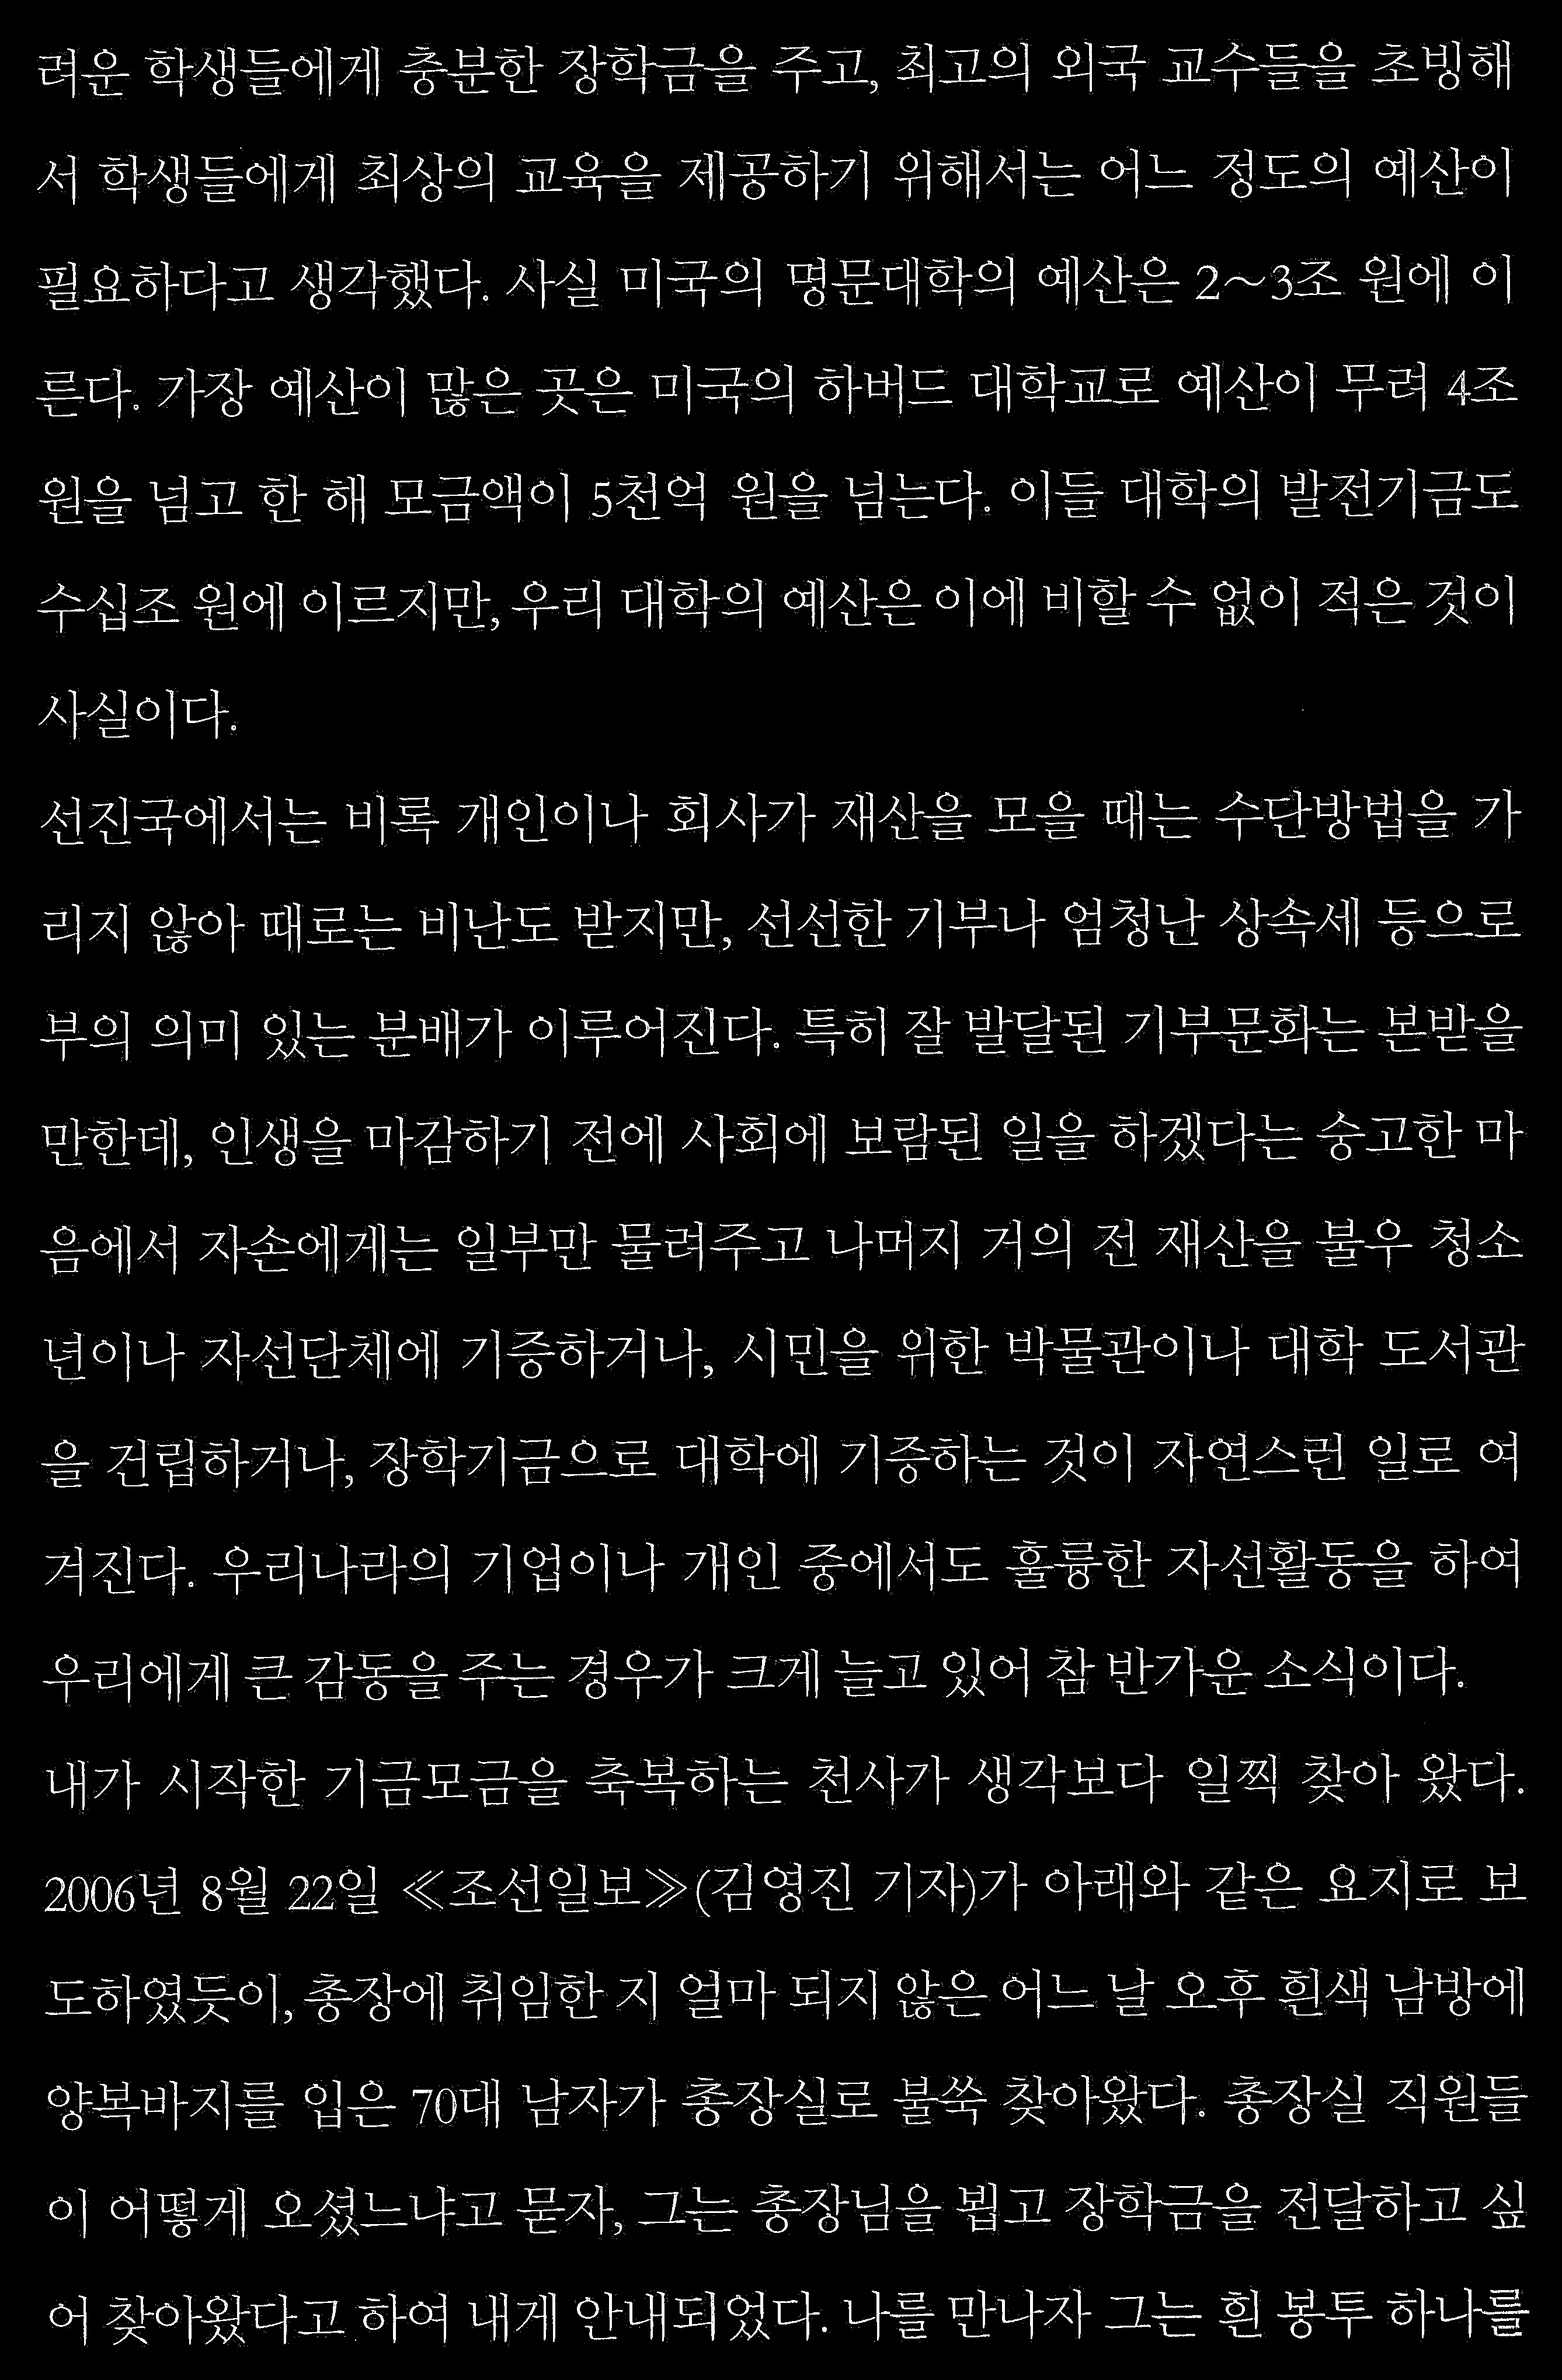 려운 학생들에게 충분한 장학금을 주고, 최고의 외국 교수들을 초빙해
서 학생들에게 최상의 교육을 제공하기 위해서는 어느 정도의 예산이
필요하다고 생각했다. 사실 미국의 명문대학의 예산은 2~3조 원에 이
른다. 가장 예산이 많은 곳은 미국의 하버드 대학교로 예산이 무려 4조
원을 넘고 한 해 모금액이 5천억 원을 넘는다. 이들 대학의 발전기금도
수십조 원에 이르지만, 우리 대학의 예산은 이에 비할 수 없이 적은 것이
사실이다.
선진국에서는 비록 개인이나 회사가 재산을 모을 때는 수단방법을 가
리지 않아 때로는 비난도 받지만, 선선한 기부나 엄청난 상속세 등으로
부의 의미 있는 분배가 이루어진다. 특히 잘 발달된 기부문화는 본받을
만한데, 인생을 마감하기 전에 사회에 보람된 일을 하겠다는 숭고한 마
음에서 자손에게는 일부만 물려주고 나머지 거의 전 재산을 불우 청소
년이나 자선단체에 기증하거나, 시민을 위한 박물관이나 대학 도서관
을 건립하거나, 장학기금으로 대학에 기증하는 것이 자연스런 일로 여
겨진다. 우리나라의 기업이나 개인 중에서도 훌륭한 자선활동을 하여
우리에게 큰 감동을 주는 경우가 크게 늘고 있어 참 반가운 소식이다.
내가 시작한 기금모금을 축복하는 천사가 생각보다 일찍 찾아 왔다.
2006년 8월 22일 ≪조선일보≫(김영진 기자)가 아래와 같은 요지로 보
도하였듯이, 총장에 취임한 지 얼마 되지 않은 어느 날 오후 흰색 남방에
양복바지를 입은 70대 남자가 총장실로 불쑥 찾아왔다. 총장실 직원들
이 어떻게 오셨느냐고 묻자, 그는 총장님을 뵙고 장학금을 전달하고 싶
어 찾아왔다고 하여 내게 안내되었다. 나를 만나자 그는 흰 봉투 하나를